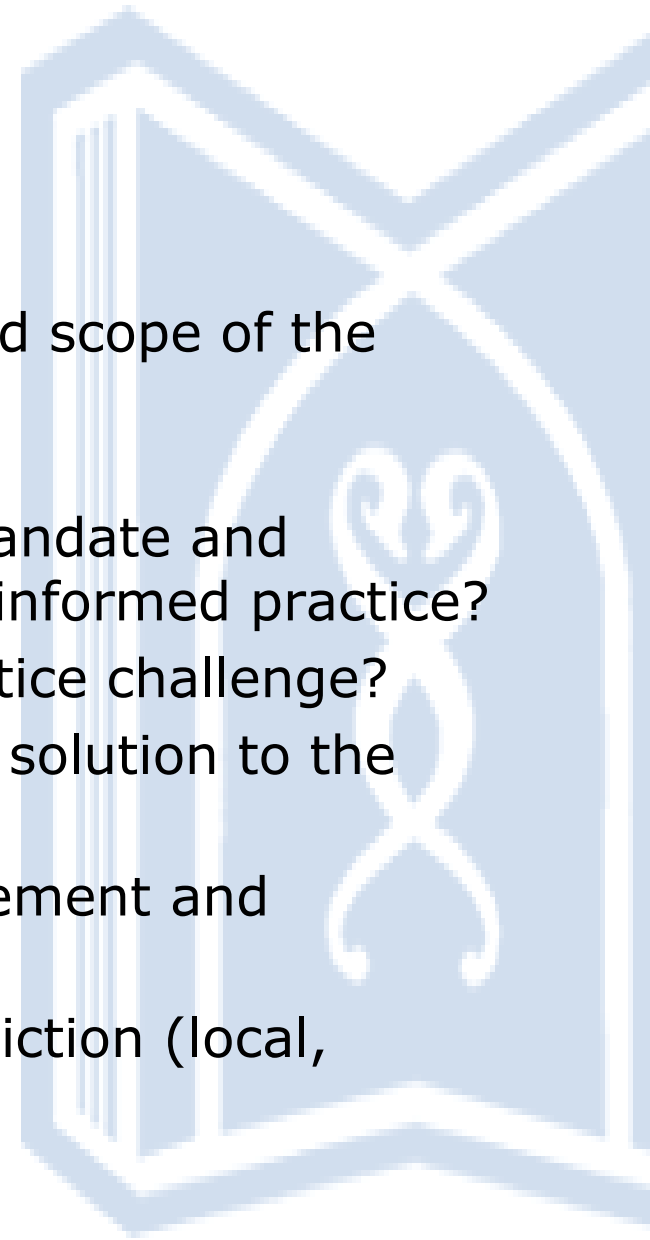 d scope of the
andate and
informed practice?
tice challenge?
solution to the
ement and
iction (local,